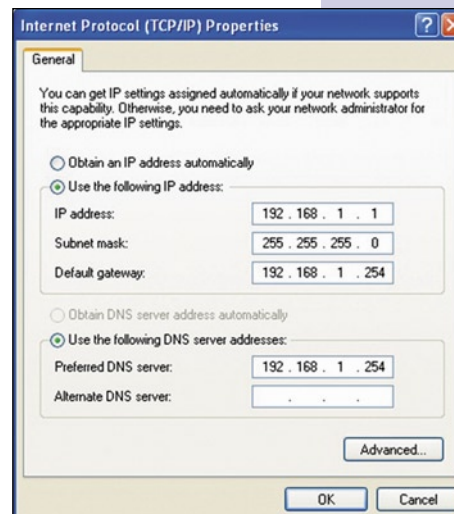 Internet Protocol (TCP/IP) Properties
General
You can get IP settings assigned automatically if your network supports
this capability. Otherwise, you need to ask your network administrator for
the appropriate IP settings.
Obtain an IP address automatically
Use the following IP address:
IP address: 192 . 168 . 1 . 1
Subnet mask: 255 . 255 . 255 . 0
Default gateway: 192 . 168 . 1 . 254
Obtain DNS server address automatically
Use the following DNS server addresses:
Preferred DNS server: 192 . 168 . 1 . 254
Alternate DNS server: . . .
Advanced...
OK Cancel